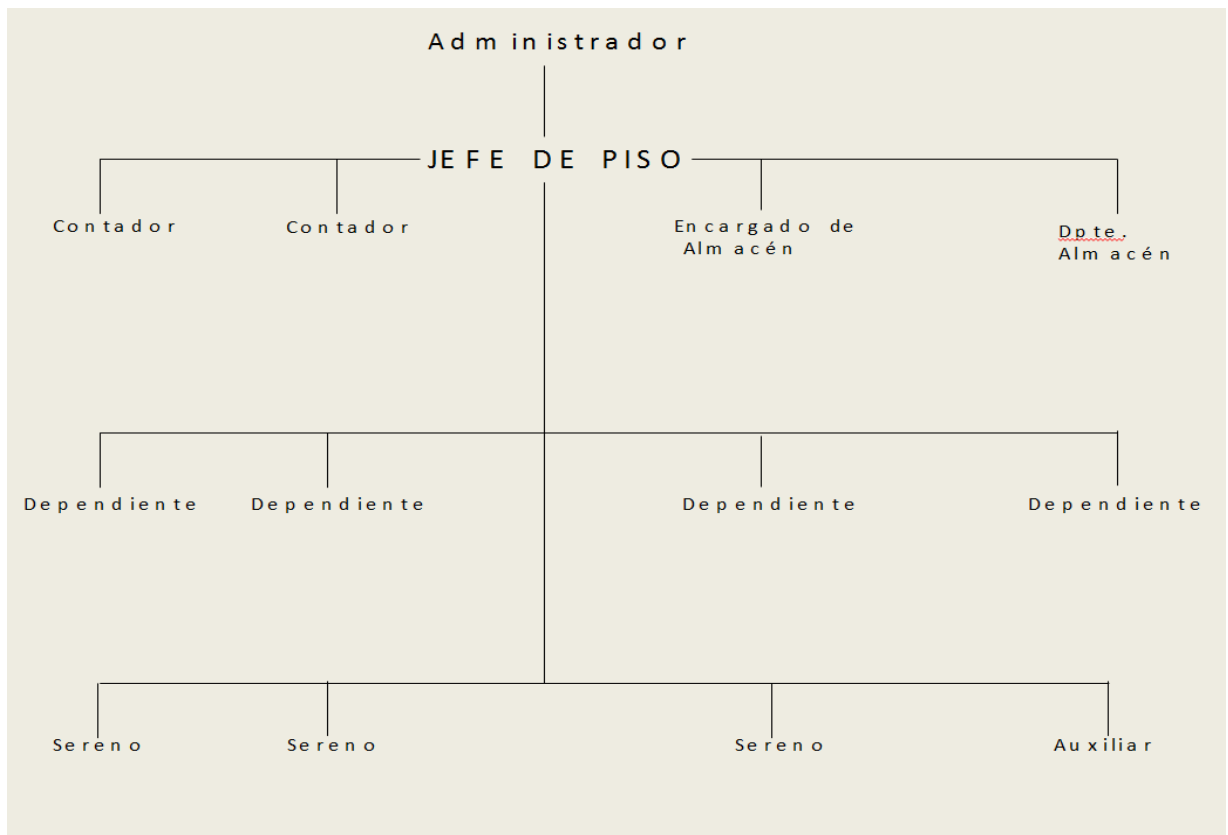 Administrador
JEFE DE PISO
Contador
Contador
Encargado de
Almacén
Dpte.
Almacén
Dependiente
Dependiente
Dependiente
Dependiente
Sereno
Sereno
Sereno
Auxiliar